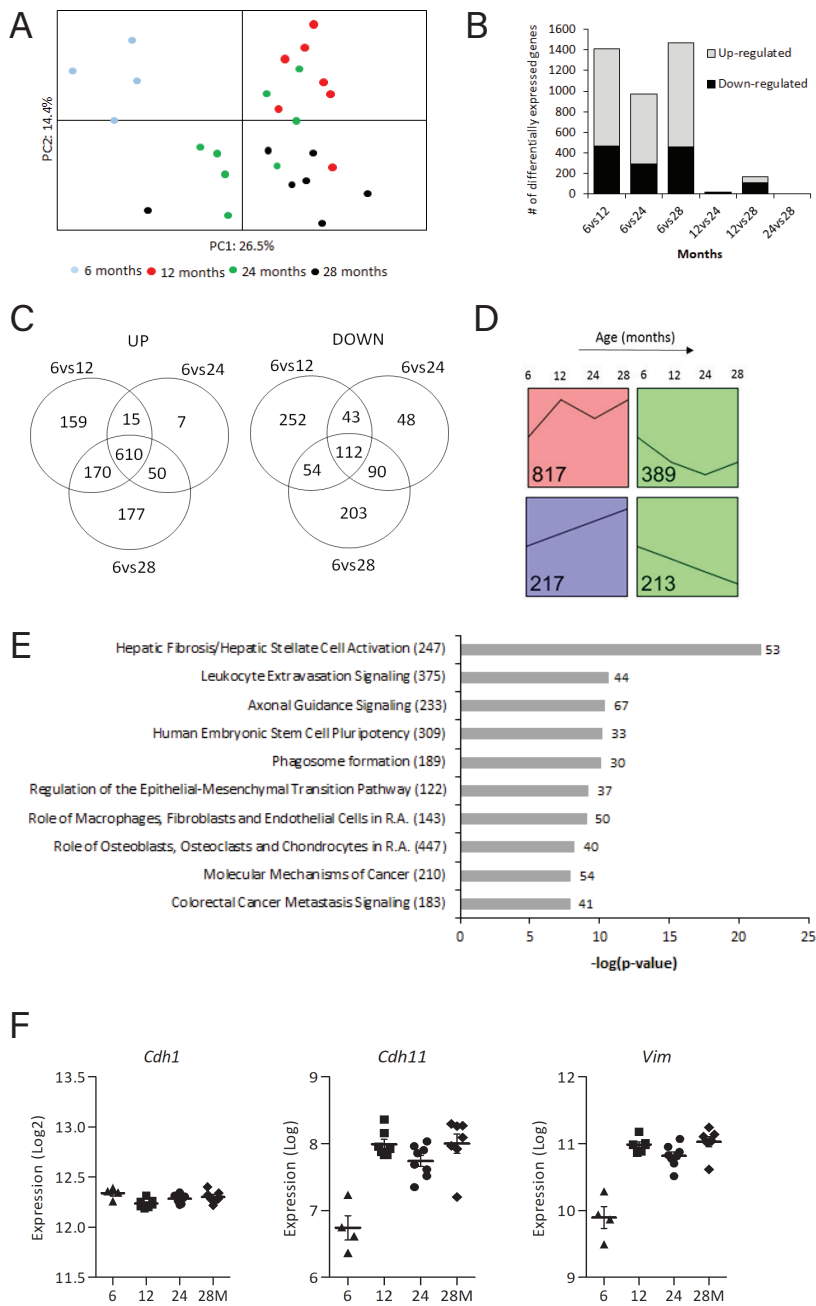 A
PC2: 14.4%
PC1: 26.5%
6 months 12 months 24 months 28 months
B
# of differentially expressed genes
1600
1400
1200
1000
800
600
400
200
0
Up-regulated
Down-regulated
6vs12 6vs24 6vs28 12vs24 12vs28 24vs28
Months
C
UP
6vs12 6vs24
159 15 7
610
170 50
177
6vs28
DOWN
6vs12 6vs24
252 43 48
112
54 90
203
6vs28
D
Age (months)
6 12 24 28 6 12 24 28
817 389
217 213
E
Hepatic Fibrosis/Hepatic Stellate Cell Activation (247) 53
Leukocyte Extravasation Signaling (375) 44
Axonal Guidance Signaling (233) 67
Human Embryonic Stem Cell Pluripotency (309) 33
Phagosome formation (189) 30
Regulation of the Epithelial-Mesenchymal Transition Pathway (122) 37
Role of Macrophages, Fibroblasts and Endothelial Cells in R.A. (143) 50
Role of Osteoblasts, Osteoclasts and Chondrocytes in R.A. (447) 40
Molecular Mechanisms of Cancer (210) 54
Colorectal Cancer Metastasis Signaling (183) 41
0 5 10 15 20 25
-log(p-value)
F
Cdh1
Expression (Log2)
13.5
13.0
12.5
12.0
11.5
6 12 24 28M
Cdh11
Expression (Log)
9
8
7
6
6 12 24 28M
Vim
Expression (Log)
12
11
10
9
6 12 24 28M